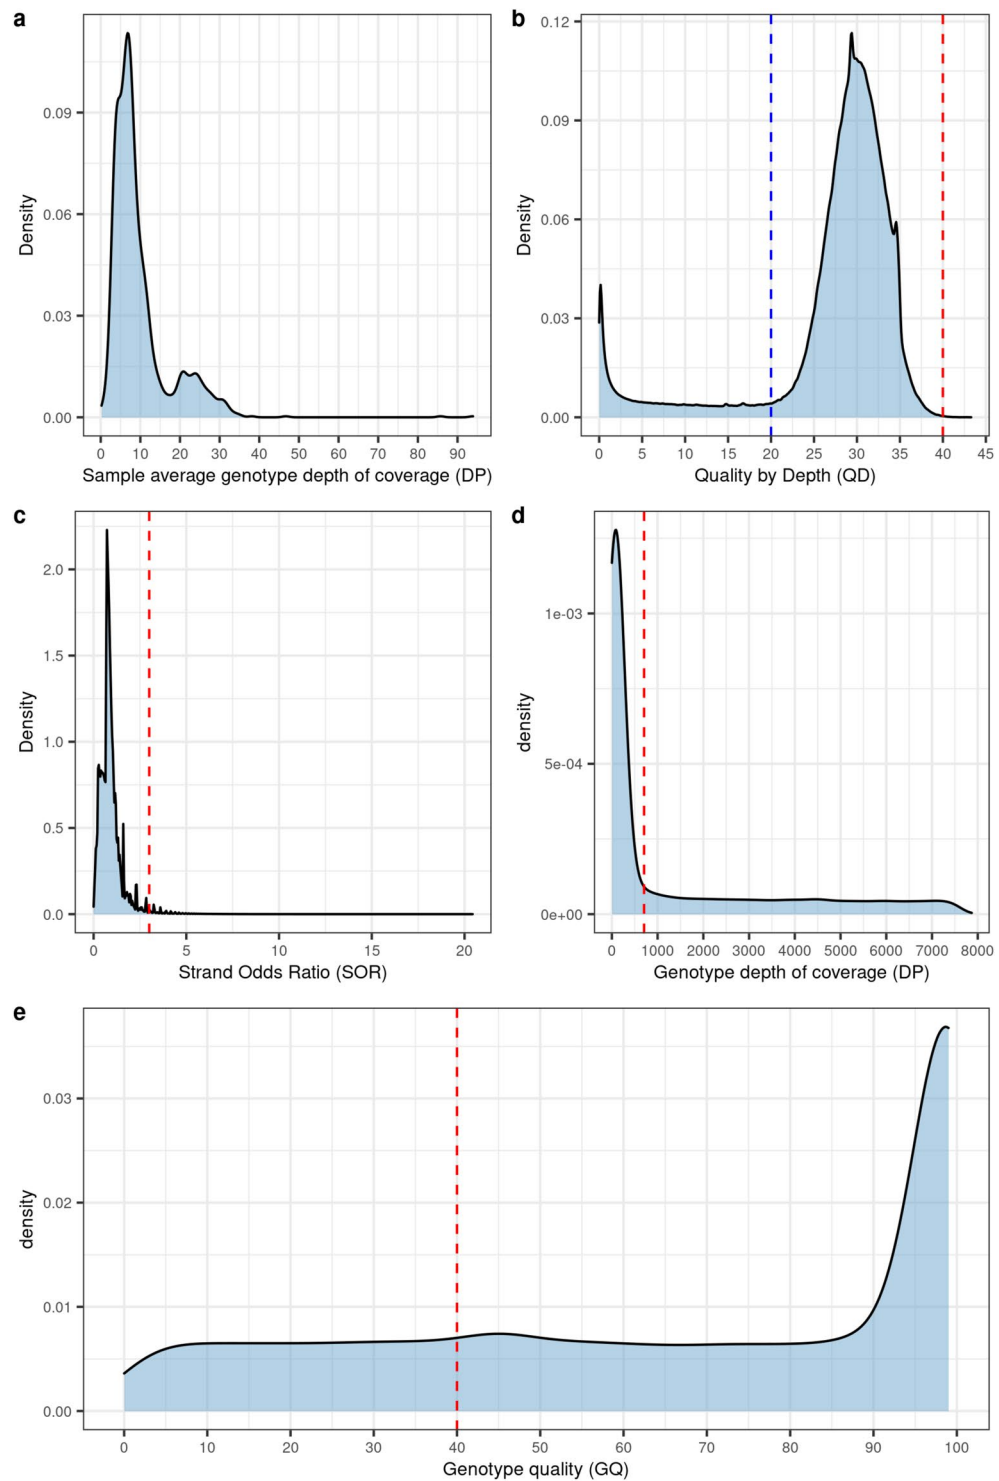 a
0.09
0.06
0.03
0.00
Density
0 10 20 30 40 50 60 70 80 90
Sample average genotype depth of coverage (DP)
b
0.12
0.09
0.06
0.03
0.00
Density
0 5 10 15 20 25 30 35 40 45
Quality by Depth (QD)
c
2.0
1.5
1.0
0.5
0.0
Density
0 5 10 15 20
Strand Odds Ratio (SOR)
d
1e-03
5e-04
0e+00
density
0 1000 2000 3000 4000 5000 6000 7000 8000
Genotype depth of coverage (DP)
e
0.03
0.02
0.01
0.00
density
0 10 20 30 40 50 60 70 80 90 100
Genotype quality (GQ)